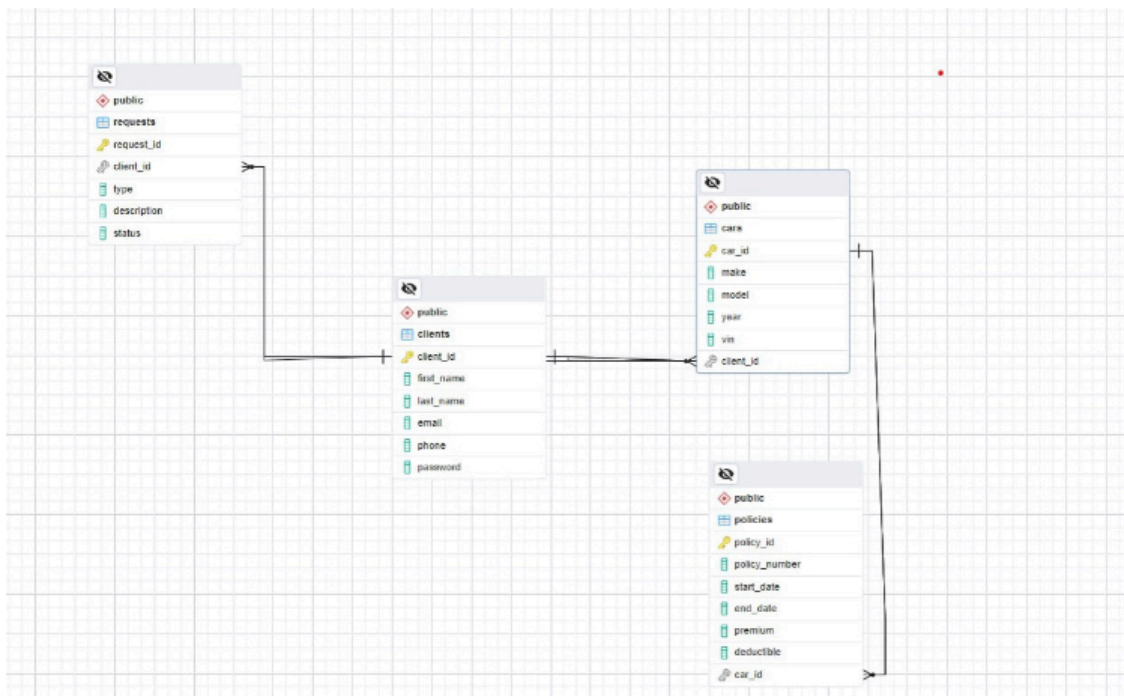 public
requests
request_id
client_id
type
description
status
public
clients
client_id
first_name
last_name
email
phone
password
public
cars
car_id
make
model
year
vin
client_id
public
policies
policy_id
policy_number
start_date
end_date
premium
deductible
car_id